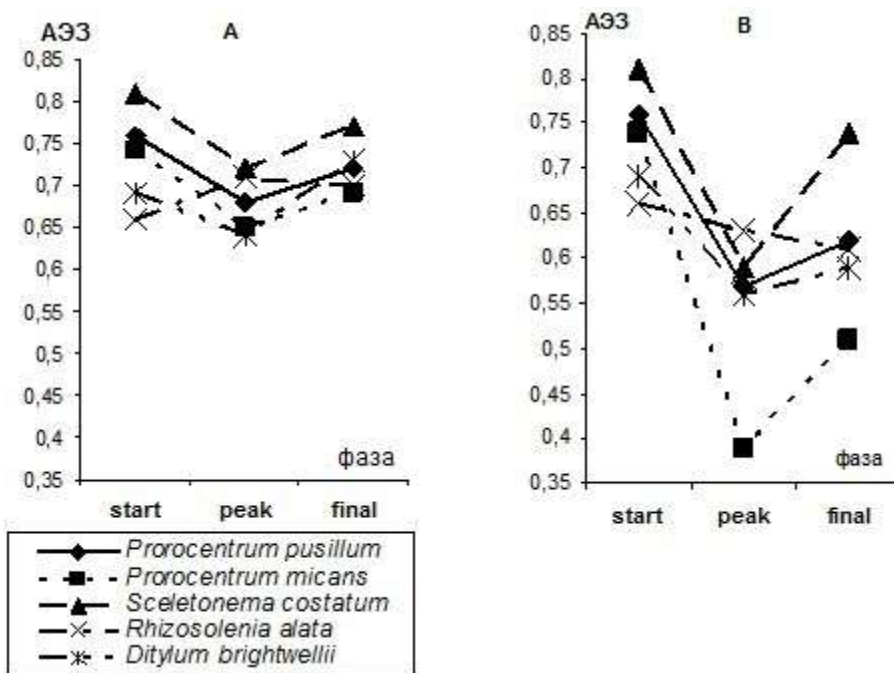 АЭЗ A
0,85
0,8
0,75
0,7
0,65
0,6
0,55
0,5
0,45
0,4
0,35
фаза
start peak final
АЭЗ B
0,85
0,8
0,75
0,7
0,65
0,6
0,55
0,5
0,45
0,4
0,35
фаза
start peak final
Prorocentrum pusillum
Prorocentrum micans
Sceletonema costatum
Rhizosolenia alata
Ditylum brightwellii